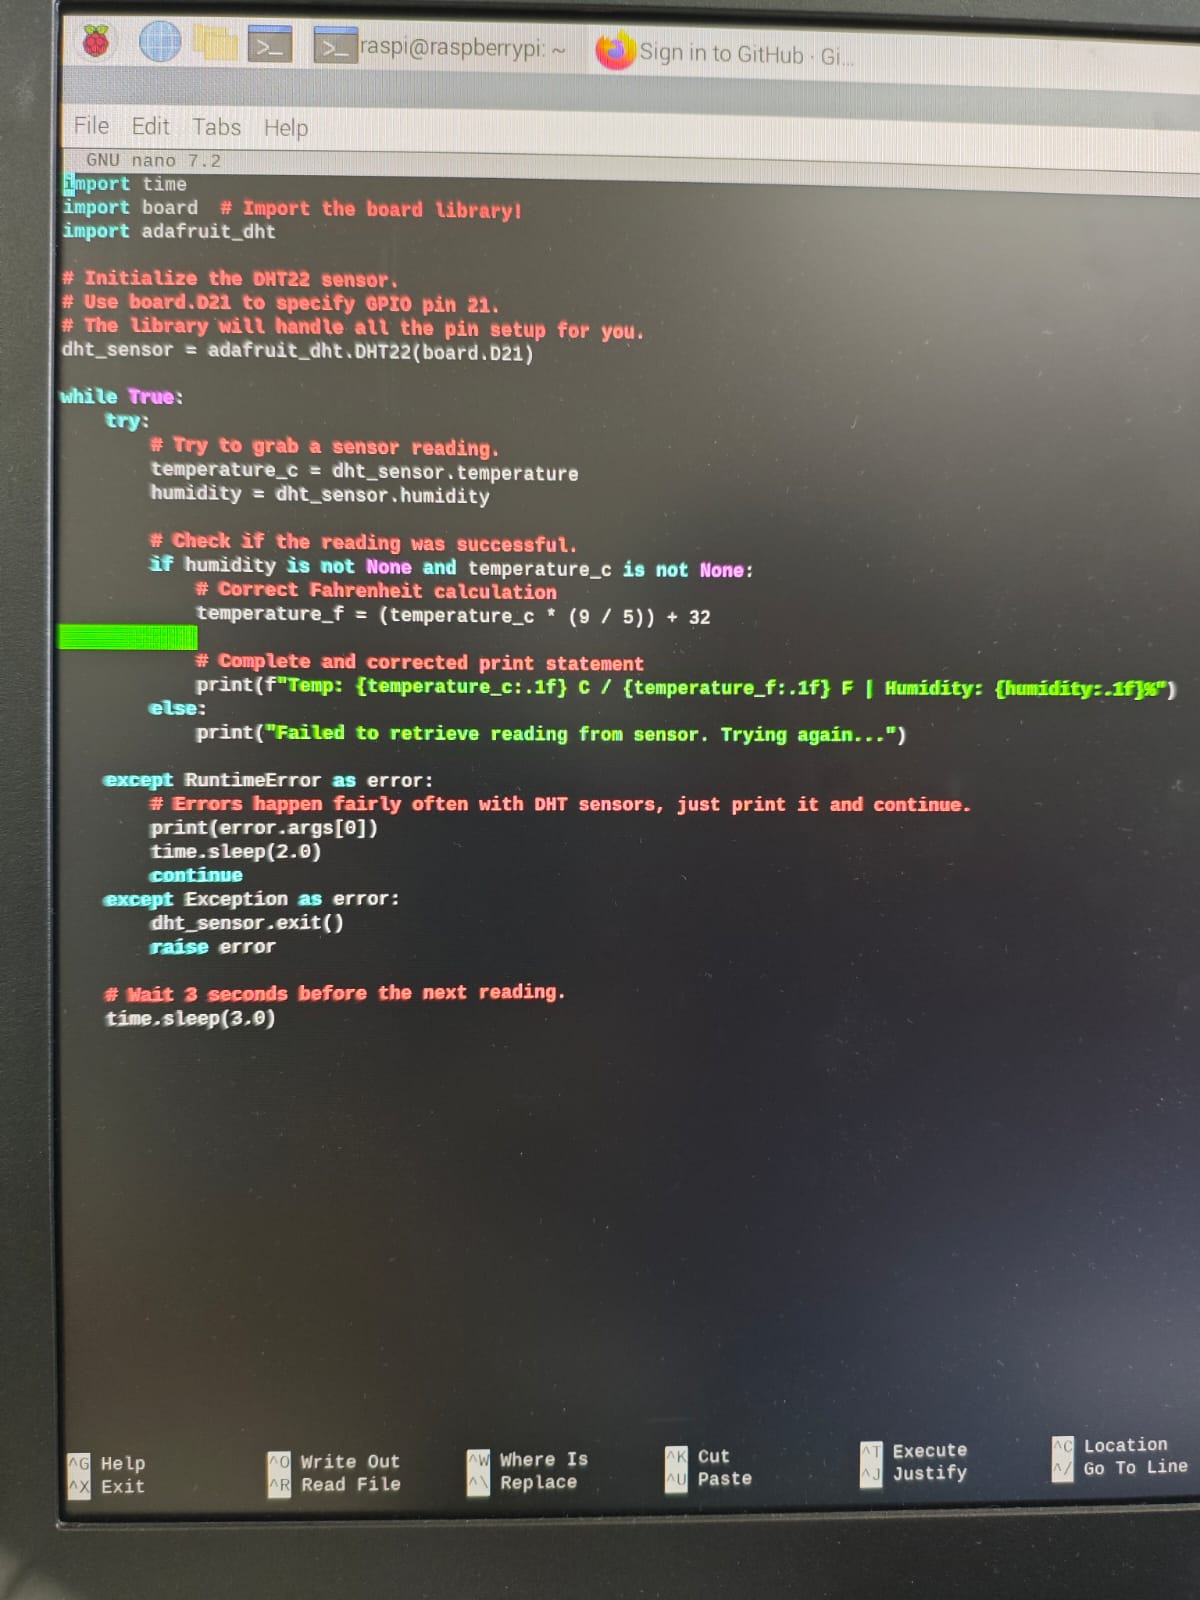 raspi@raspberrypi: ~
Sign in to GitHub · Gi...
File Edit Tabs Help
GNU nano 7.2
import time
import board  # Import the board library!
import adafruit_dht

# Initialize the DHT22 sensor.
# Use board.D21 to specify GPIO pin 21.
# The library will handle all the pin setup for you.
dht_sensor = adafruit_dht.DHT22(board.D21)

while True:
    try:
        # Try to grab a sensor reading.
        temperature_c = dht_sensor.temperature
        humidity = dht_sensor.humidity

        # Check if the reading was successful.
        if humidity is not None and temperature_c is not None:
            # Correct Fahrenheit calculation
            temperature_f = (temperature_c * (9 / 5)) + 32

            # Complete and corrected print statement
            print(f"Temp: {temperature_c:.1f} C / {temperature_f:.1f} F | Humidity: {humidity:.1f}%")
        else:
            print("Failed to retrieve reading from sensor. Trying again...")

    except RuntimeError as error:
        # Errors happen fairly often with DHT sensors, just print it and continue.
        print(error.args[0])
        time.sleep(2.0)
        continue
    except Exception as error:
        dht_sensor.exit()
        raise error

    # Wait 3 seconds before the next reading.
    time.sleep(3.0)
^G Help ^O Write Out ^W Where Is ^K Cut ^T Execute ^C Location
^X Exit ^R Read File ^\ Replace ^U Paste ^J Justify ^/ Go To Line